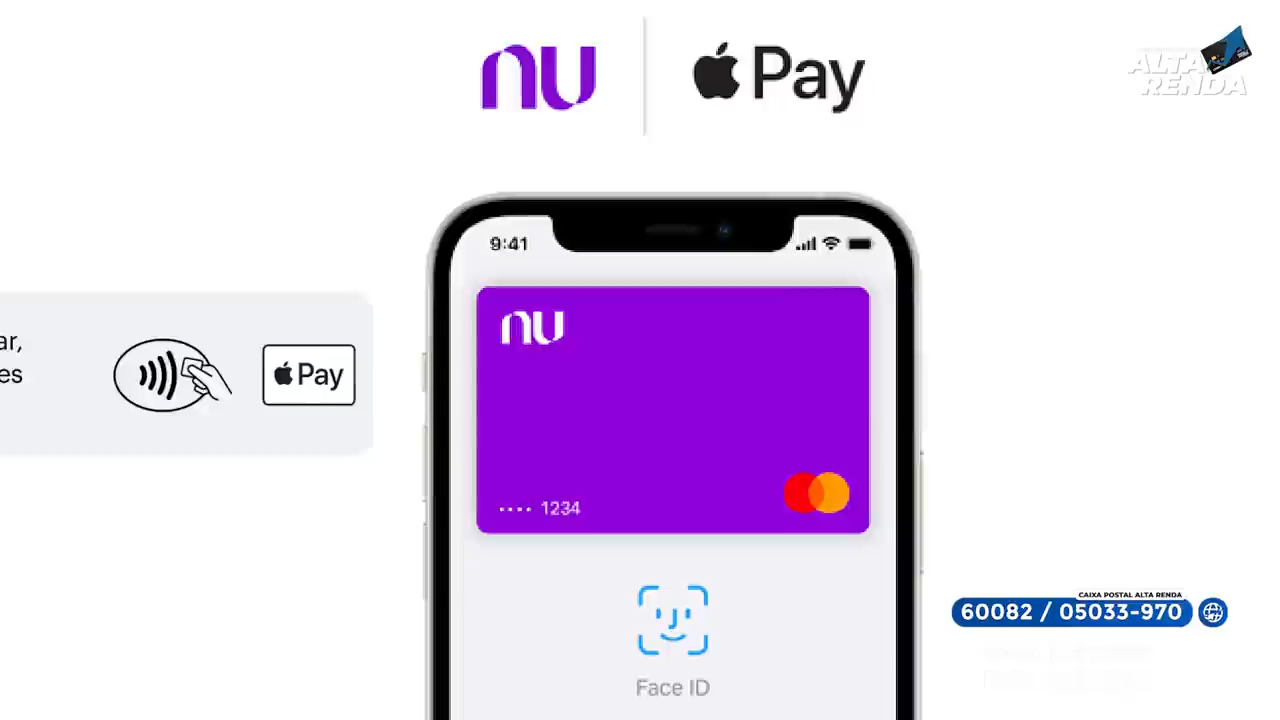 nu
Pay
ALTA
RENDA
9:41
nu
ar,
es
Pay
•••• 1234
CAIXA POSTAL ALTA RENDA
60082 / 05033-970
Face ID